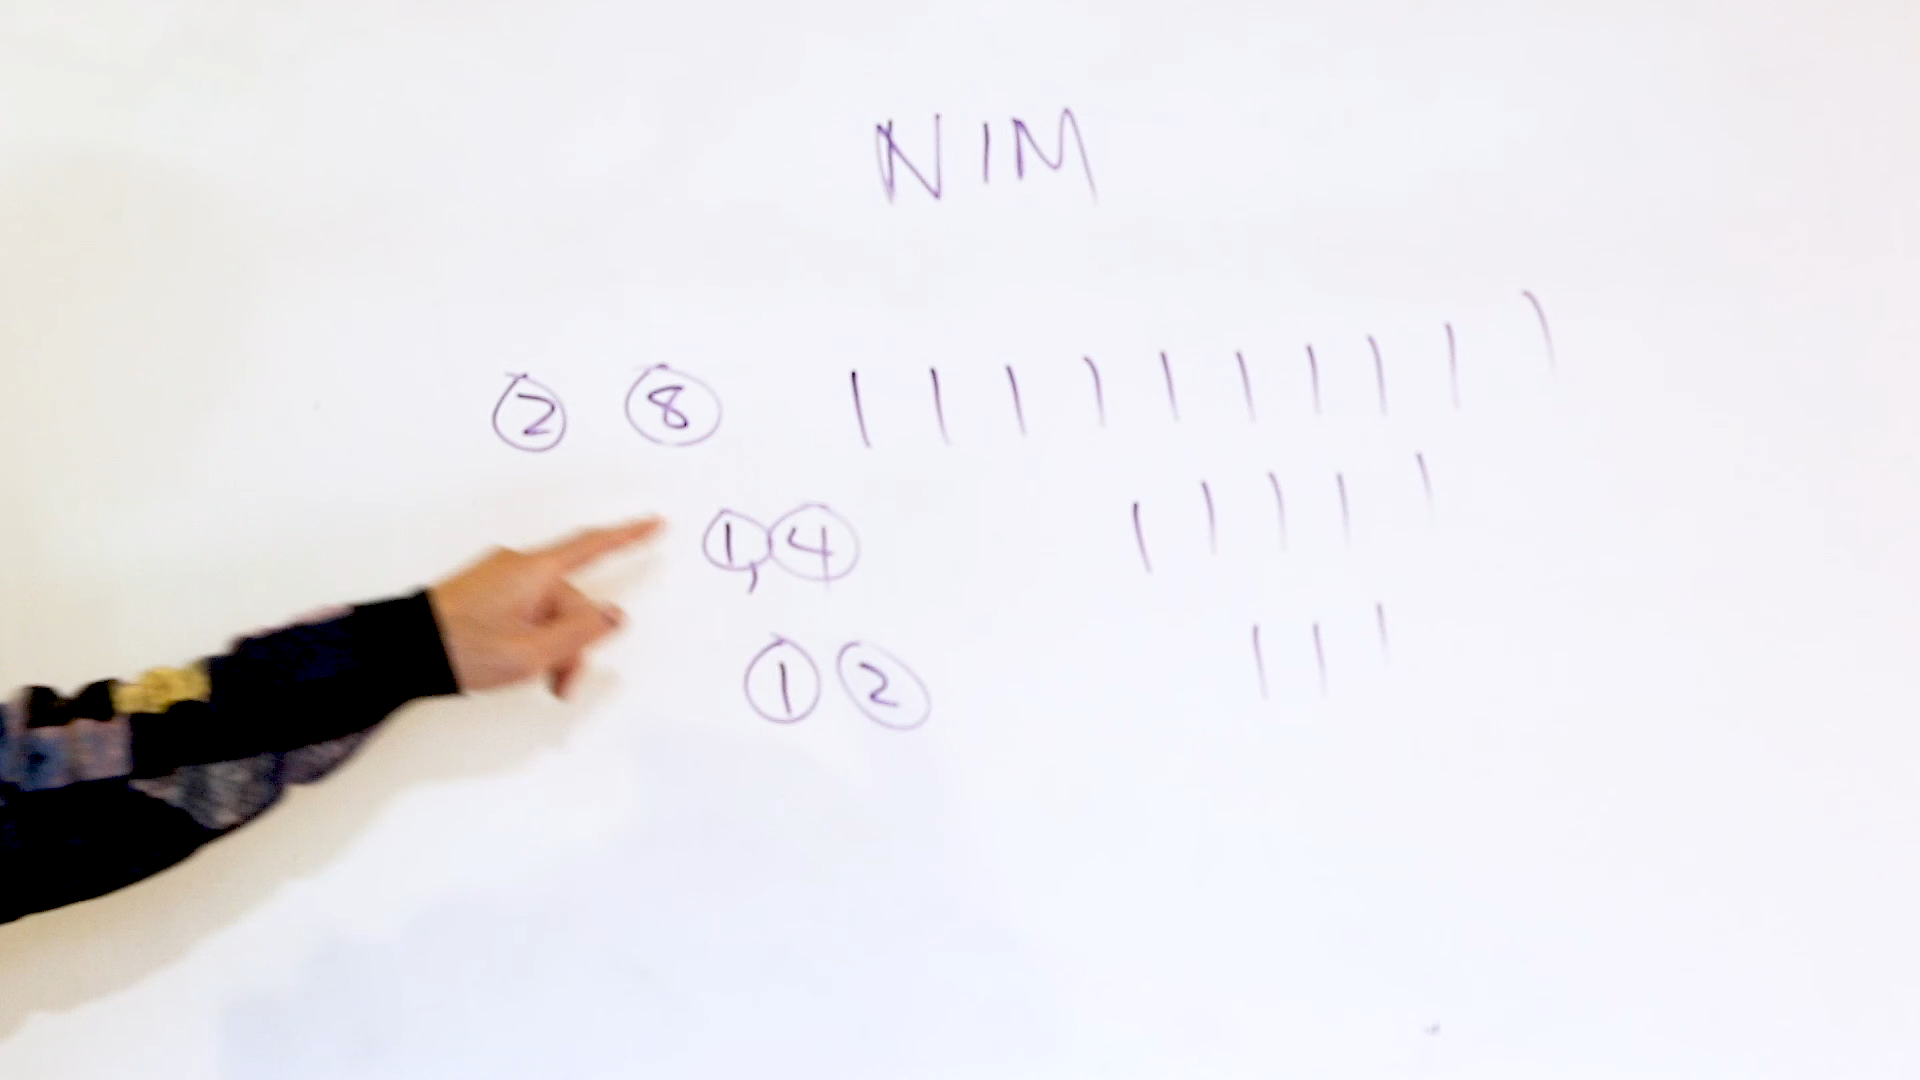 NIM
2 8 | | | | | | | | | |
1, 4 | | | | |
1 2 | | |